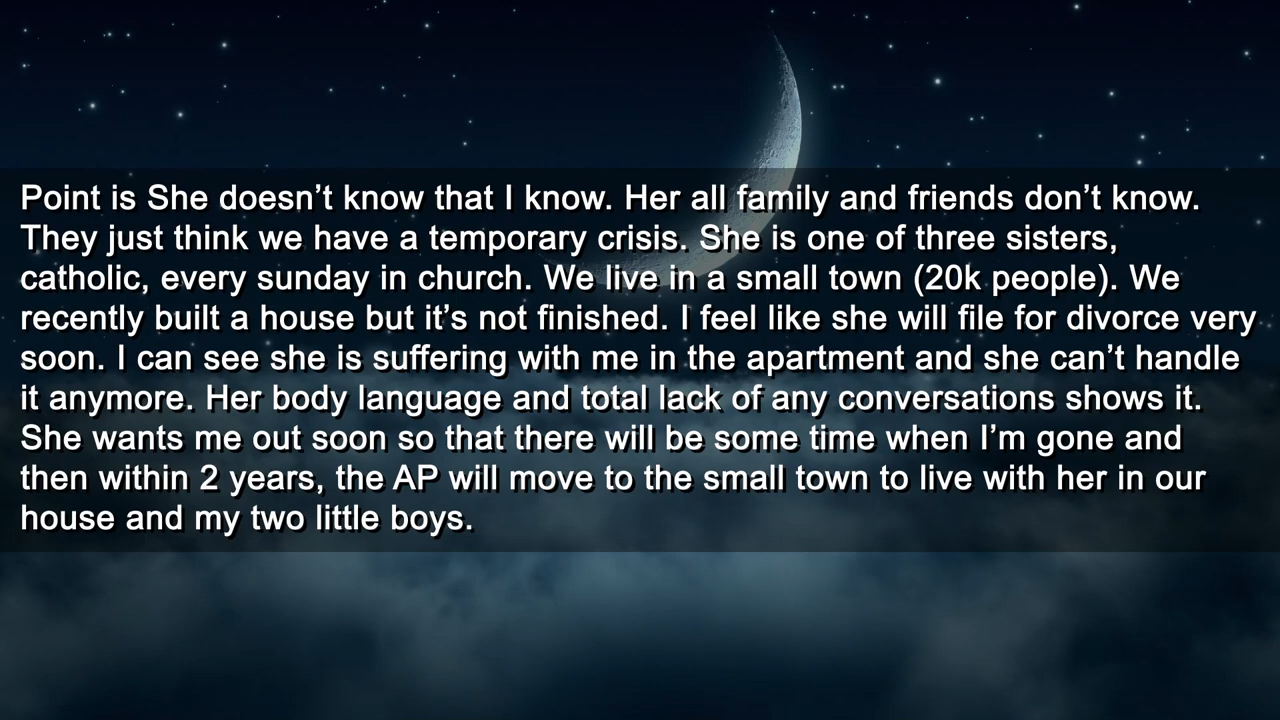 Point is She doesn’t know that I know. Her all family and friends don’t know.
They just think we have a temporary crisis. She is one of three sisters,
catholic, every sunday in church. We live in a small town (20k people). We
recently built a house but it’s not finished. I feel like she will file for divorce very
soon. I can see she is suffering with me in the apartment and she can’t handle
it anymore. Her body language and total lack of any conversations shows it.
She wants me out soon so that there will be some time when I’m gone and
then within 2 years, the AP will move to the small town to live with her in our
house and my two little boys.